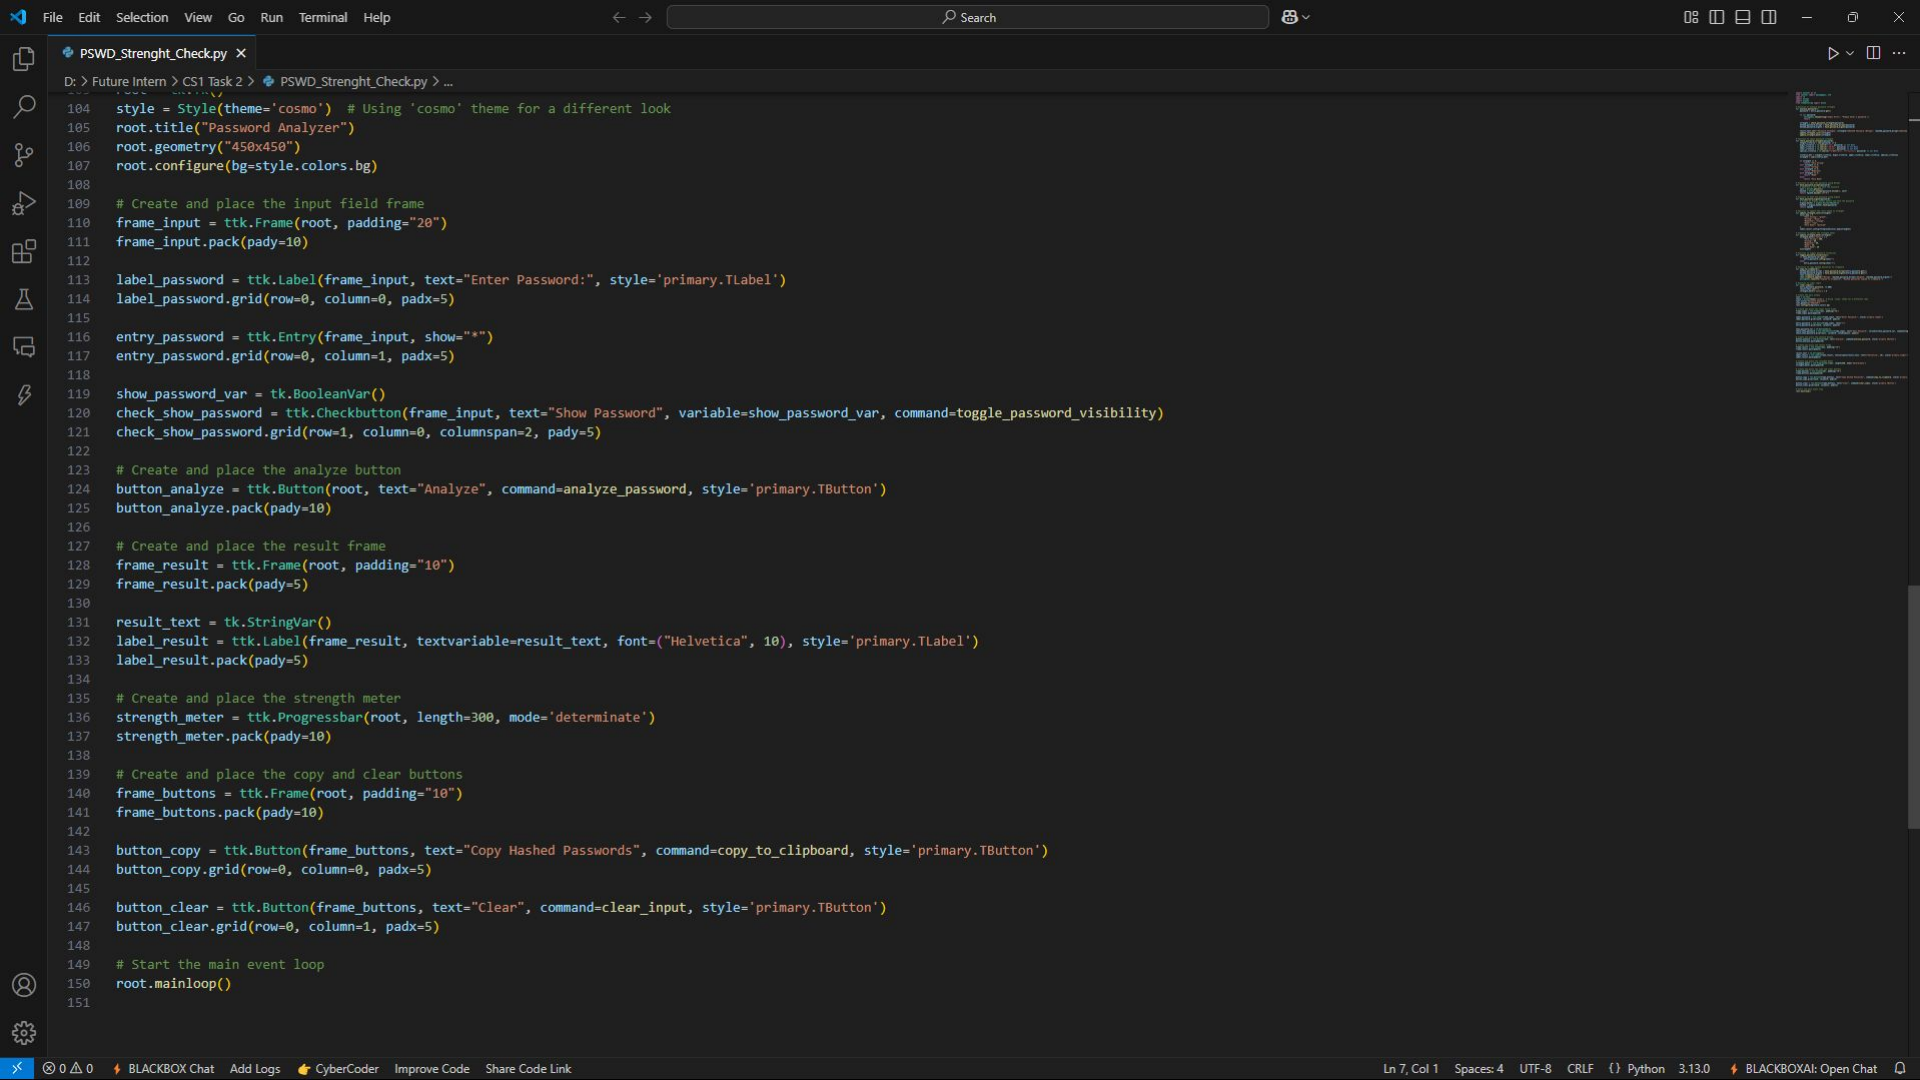 File Edit Selection View Go Run Terminal Help
Search
PSWD_Strenght_Check.py
D: > Future Intern > CS1 Task 2 > PSWD_Strenght_Check.py > ...
104 style = Style(theme='cosmo')  # Using 'cosmo' theme for a different look
105 root.title("Password Analyzer")
106 root.geometry("450x450")
107 root.configure(bg=style.colors.bg)
108
109 # Create and place the input field frame
110 frame_input = ttk.Frame(root, padding="20")
111 frame_input.pack(pady=10)
112
113 label_password = ttk.Label(frame_input, text="Enter Password:", style='primary.TLabel')
114 label_password.grid(row=0, column=0, padx=5)
115
116 entry_password = ttk.Entry(frame_input, show="*")
117 entry_password.grid(row=0, column=1, padx=5)
118
119 show_password_var = tk.BooleanVar()
120 check_show_password = ttk.Checkbutton(frame_input, text="Show Password", variable=show_password_var, command=toggle_password_visibility)
121 check_show_password.grid(row=1, column=0, columnspan=2, pady=5)
122
123 # Create and place the analyze button
124 button_analyze = ttk.Button(root, text="Analyze", command=analyze_password, style='primary.TButton')
125 button_analyze.pack(pady=10)
126
127 # Create and place the result frame
128 frame_result = ttk.Frame(root, padding="10")
129 frame_result.pack(pady=5)
130
131 result_text = tk.StringVar()
132 label_result = ttk.Label(frame_result, textvariable=result_text, font=("Helvetica", 10), style='primary.TLabel')
133 label_result.pack(pady=5)
134
135 # Create and place the strength meter
136 strength_meter = ttk.Progressbar(root, length=300, mode='determinate')
137 strength_meter.pack(pady=10)
138
139 # Create and place the copy and clear buttons
140 frame_buttons = ttk.Frame(root, padding="10")
141 frame_buttons.pack(pady=10)
142
143 button_copy = ttk.Button(frame_buttons, text="Copy Hashed Passwords", command=copy_to_clipboard, style='primary.TButton')
144 button_copy.grid(row=0, column=0, padx=5)
145
146 button_clear = ttk.Button(frame_buttons, text="Clear", command=clear_input, style='primary.TButton')
147 button_clear.grid(row=0, column=1, padx=5)
148
149 # Start the main event loop
150 root.mainloop()
151
0 0 BLACKBOX Chat Add Logs CyberCoder Improve Code Share Code Link Ln 7, Col 1 Spaces: 4 UTF-8 CRLF {} Python 3.13.0 BLACKBOXAI: Open Chat